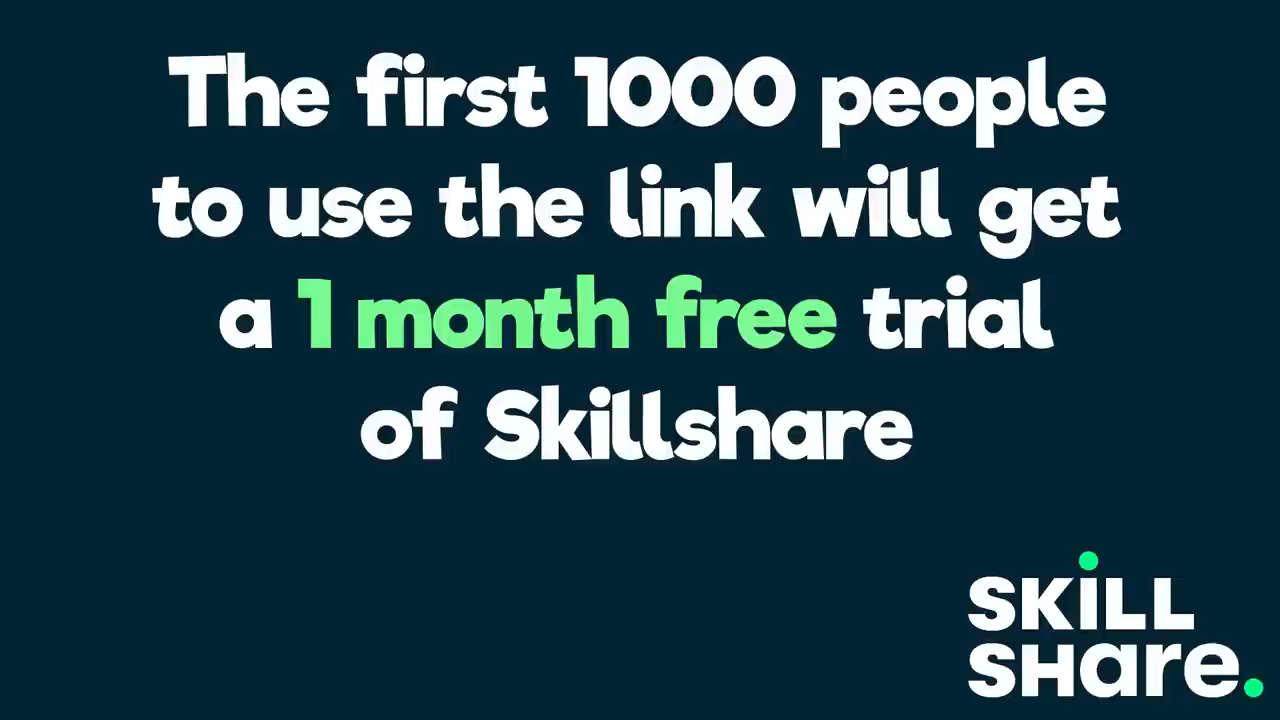 The first 1000 people
to use the link will get
a 1 month free trial
of Skillshare
SKiLL
SHare.